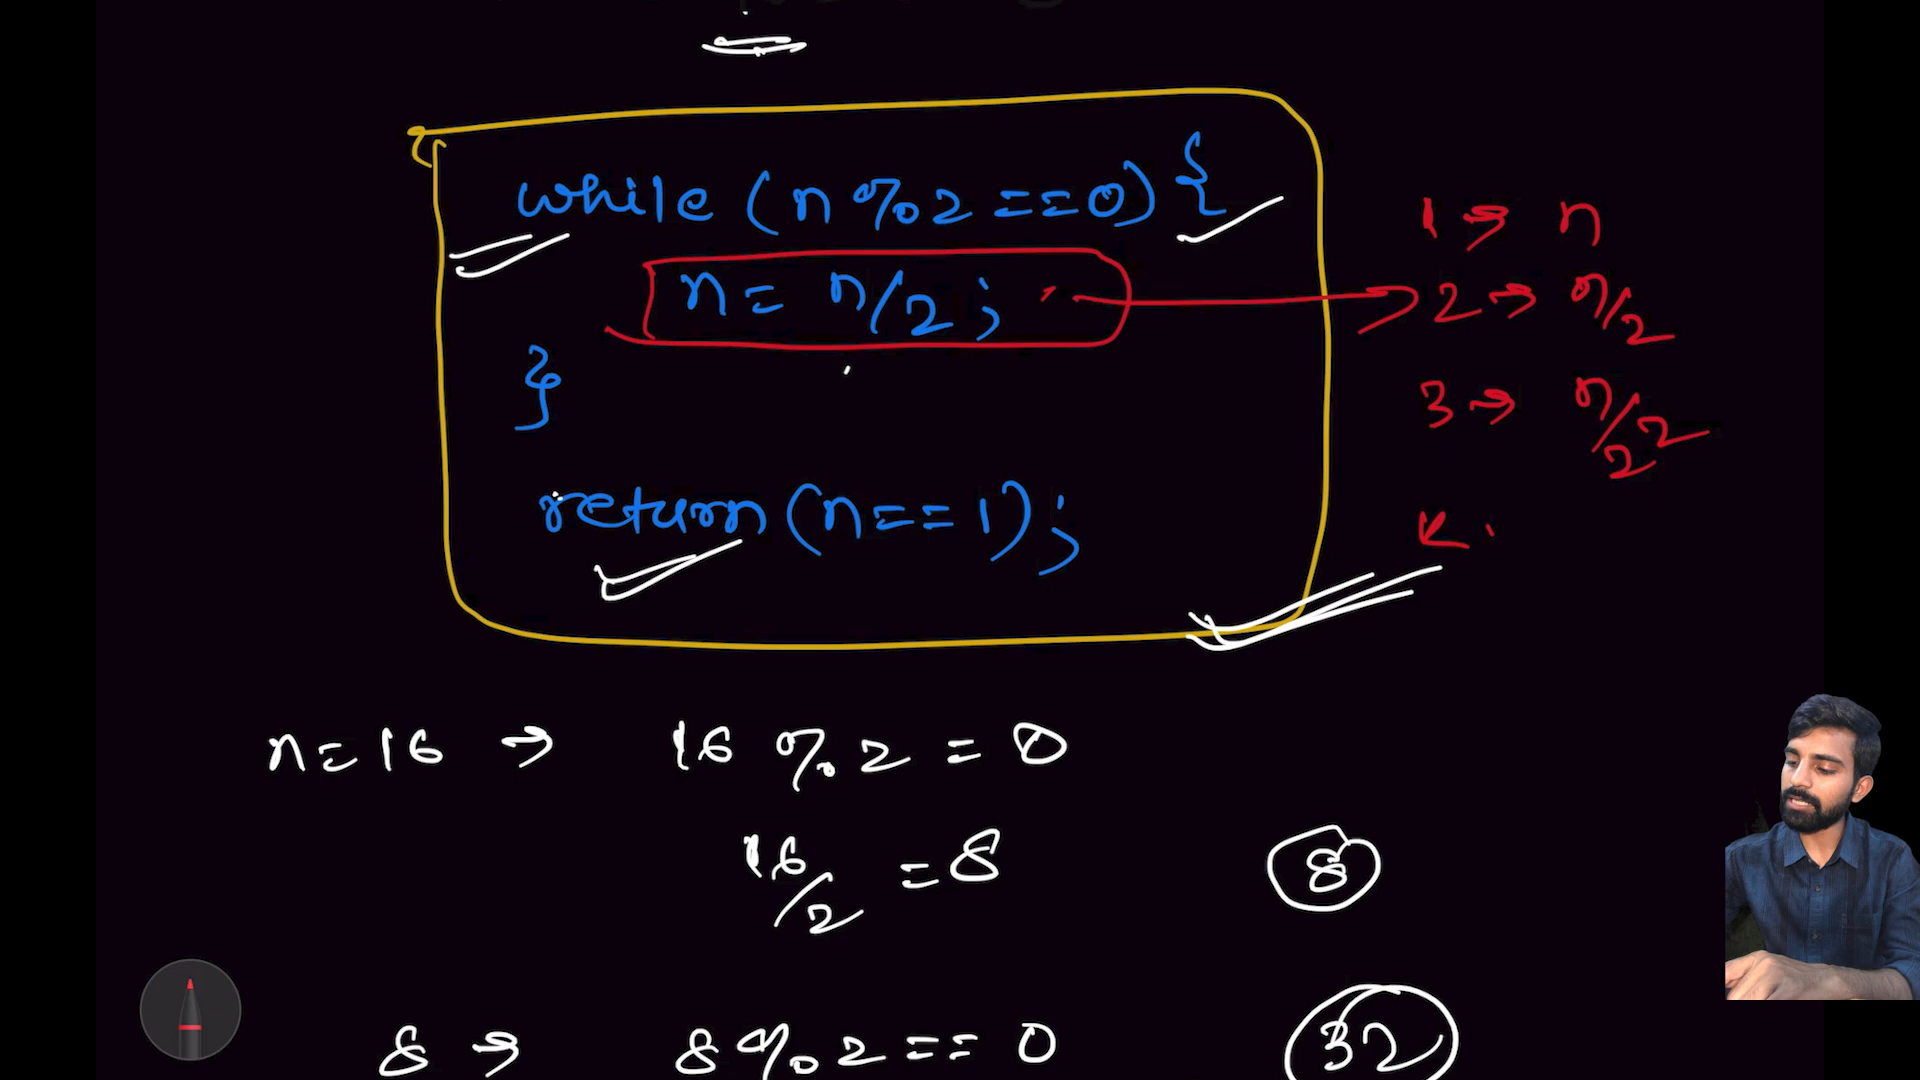 while (n%2==0) {
n = n/2;
}
return (n==1);
1 → n
2 → n/2
3 → n/2²
K.
n=16 → 16 % 2 = 0
16/2 = 8
8
8 → 8%2 == 0
32